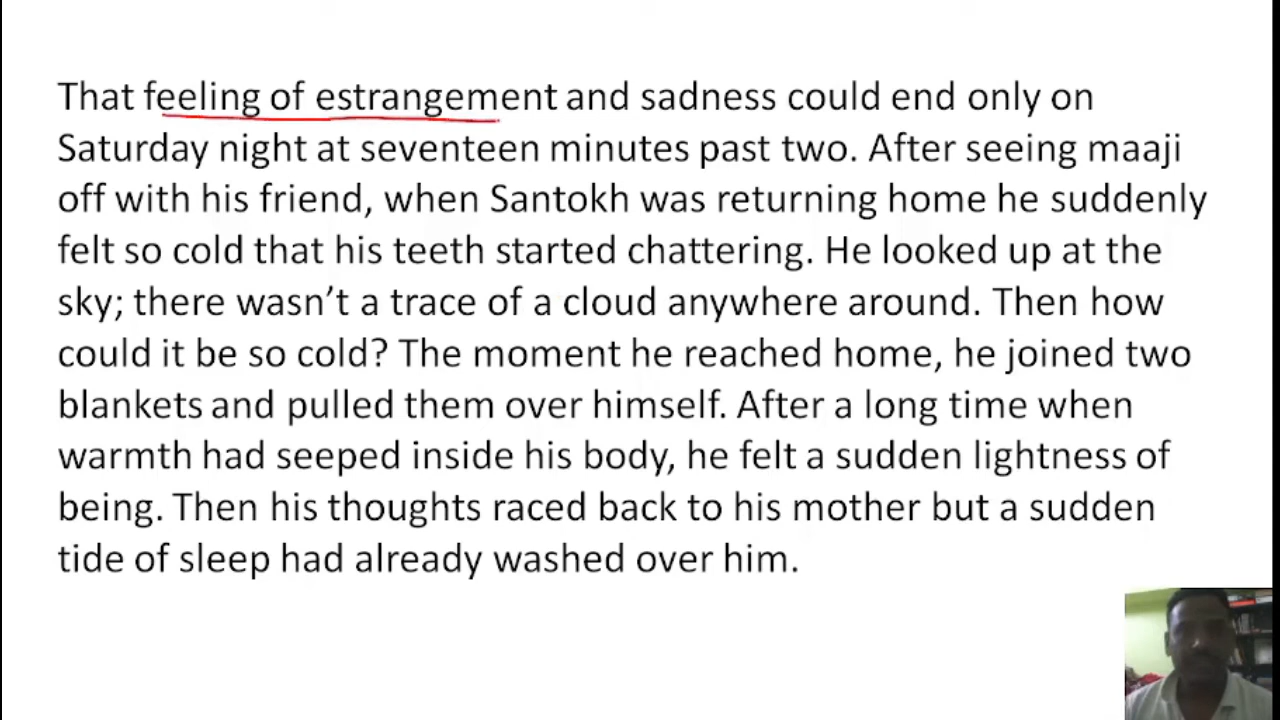 That feeling of estrangement and sadness could end only on
Saturday night at seventeen minutes past two. After seeing maaji
off with his friend, when Santokh was returning home he suddenly
felt so cold that his teeth started chattering. He looked up at the
sky; there wasn’t a trace of a cloud anywhere around. Then how
could it be so cold? The moment he reached home, he joined two
blankets and pulled them over himself. After a long time when
warmth had seeped inside his body, he felt a sudden lightness of
being. Then his thoughts raced back to his mother but a sudden
tide of sleep had already washed over him.